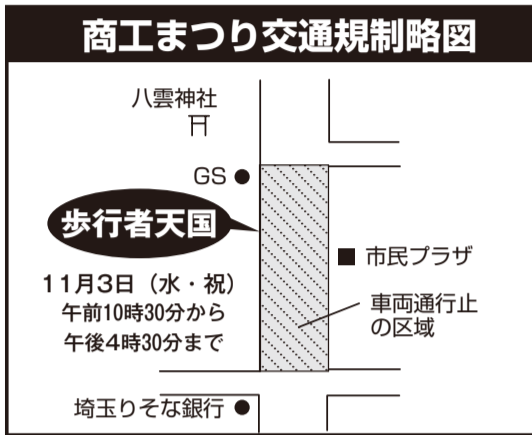 商工まつり交通規制略図
八雲神社
GS
歩行者天国
11月3日（水・祝）
午前10時30分から
午後4時30分まで
市民プラザ
車両通行止
の区域
埼玉りそな銀行